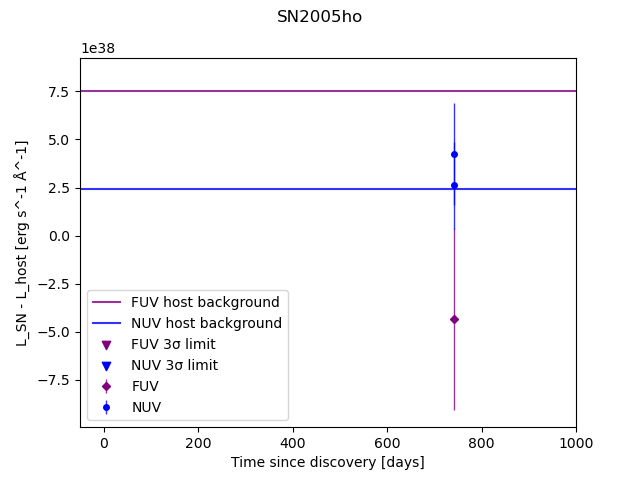 SN2005ho
1e38
7.5
5.0
2.5
0.0
−2.5
−5.0
−7.5
L_SN - L_host [erg s^-1 Å^-1]
FUV host background
NUV host background
FUV 3σ limit
NUV 3σ limit
FUV
NUV
0 200 400 600 800 1000
Time since discovery [days]